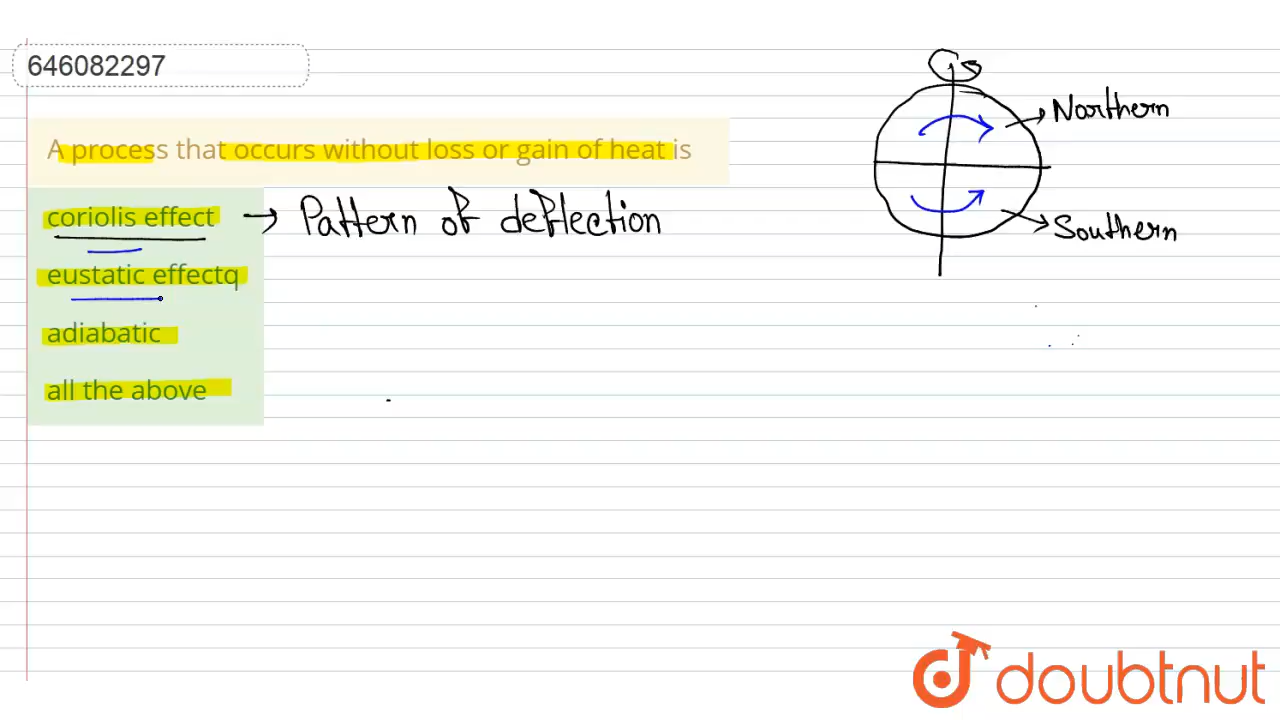 646082297
A process that occurs without loss or gain of heat is
coriolis effect → Pattern of deflection
eustatic effectq
adiabatic
all the above
Northern
Southern
doubtnut